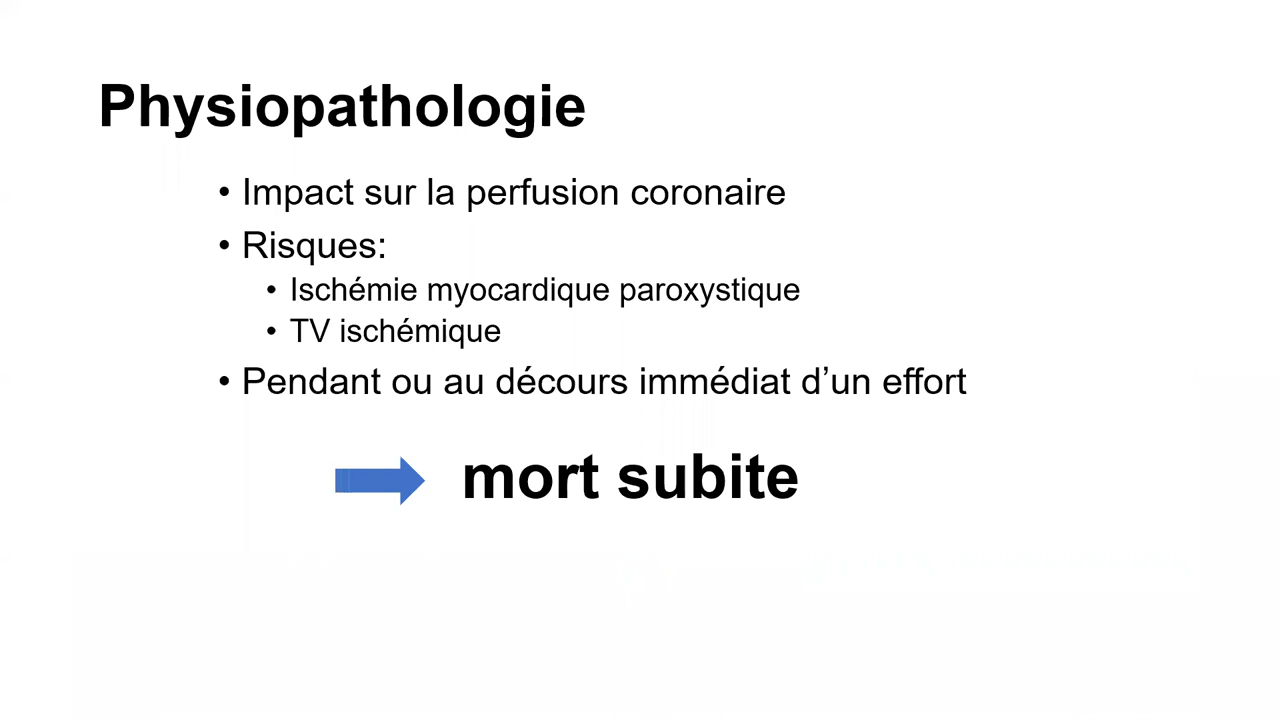 Physiopathologie
• Impact sur la perfusion coronaire
• Risques:
• Ischémie myocardique paroxystique
• TV ischémique
• Pendant ou au décours immédiat d’un effort
mort subite